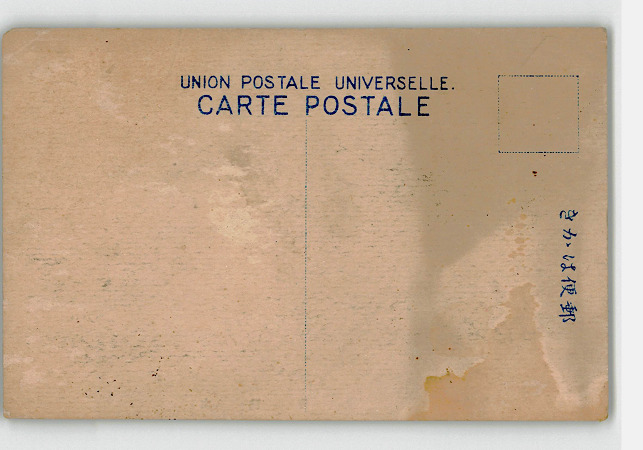 UNION POSTALE UNIVERSELLE.
CARTE POSTALE
きかは便郵